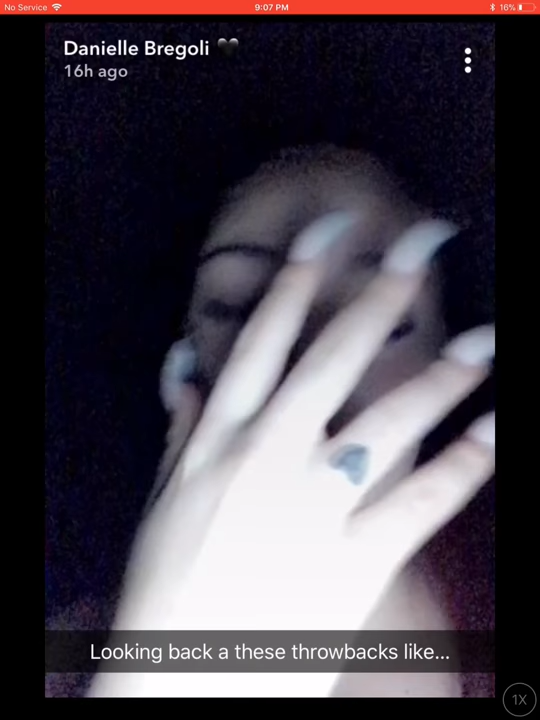 No Service 9:07 PM 16%
Danielle Bregoli 🖤
16h ago
Looking back a these throwbacks like...
1X